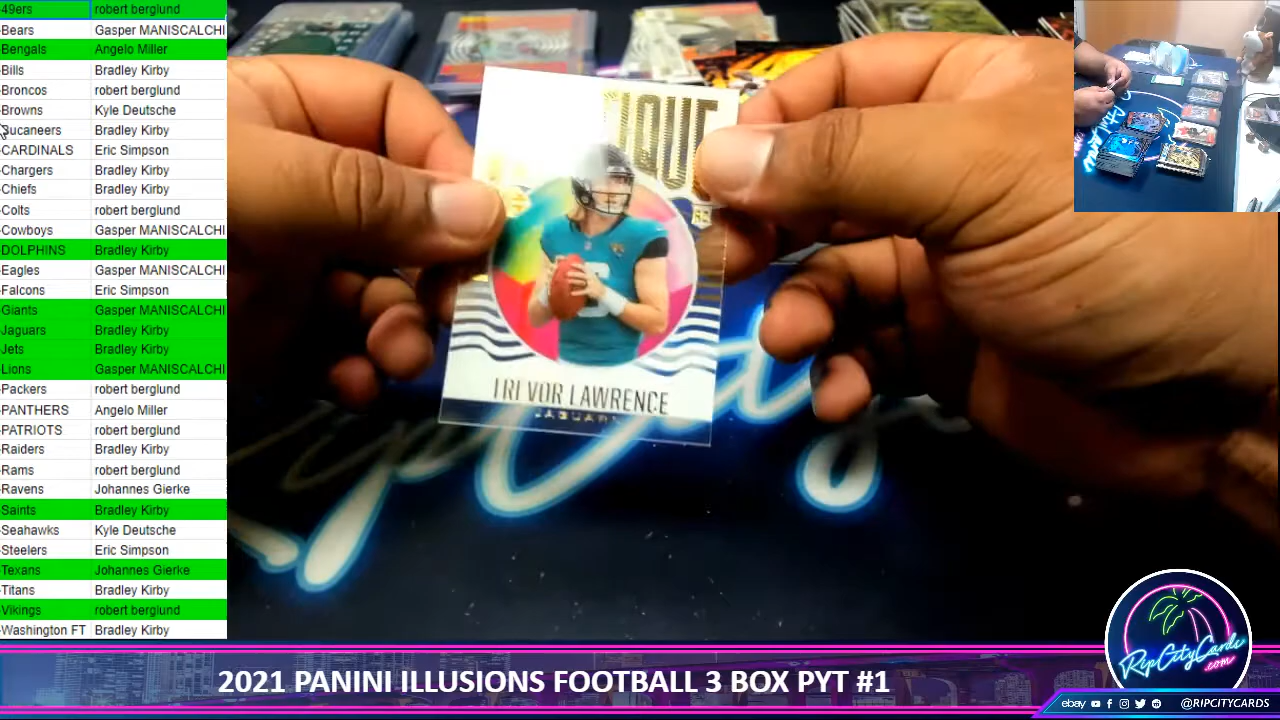 -49ers robert berglund
-Bears Gasper MANISCALCHI
-Bengals Angelo Miller
-Bills Bradley Kirby
-Broncos robert berglund
-Browns Kyle Deutsche
Bucaneers Bradley Kirby
-CARDINALS Eric Simpson
-Chargers Bradley Kirby
-Chiefs Bradley Kirby
-Colts robert berglund
-Cowboys Gasper MANISCALCHI
-DOLPHINS Bradley Kirby
-Eagles Gasper MANISCALCHI
-Falcons Eric Simpson
-Giants Gasper MANISCALCHI
-Jaguars Bradley Kirby
-Jets Bradley Kirby
-Lions Gasper MANISCALCHI
-Packers robert berglund
-PANTHERS Angelo Miller
-PATRIOTS robert berglund
-Raiders Bradley Kirby
-Rams robert berglund
-Ravens Johannes Gierke
-Saints Bradley Kirby
-Seahawks Kyle Deutsche
-Steelers Eric Simpson
-Texans Johannes Gierke
-Titans Bradley Kirby
-Vikings robert berglund
-Washington FT Bradley Kirby
TREVOR LAWRENCE
JAGUARS
2021 PANINI ILLUSIONS FOOTBALL 3 BOX PYT #1
RipCityCards
.com
ebay
@RIPCITYCARDS